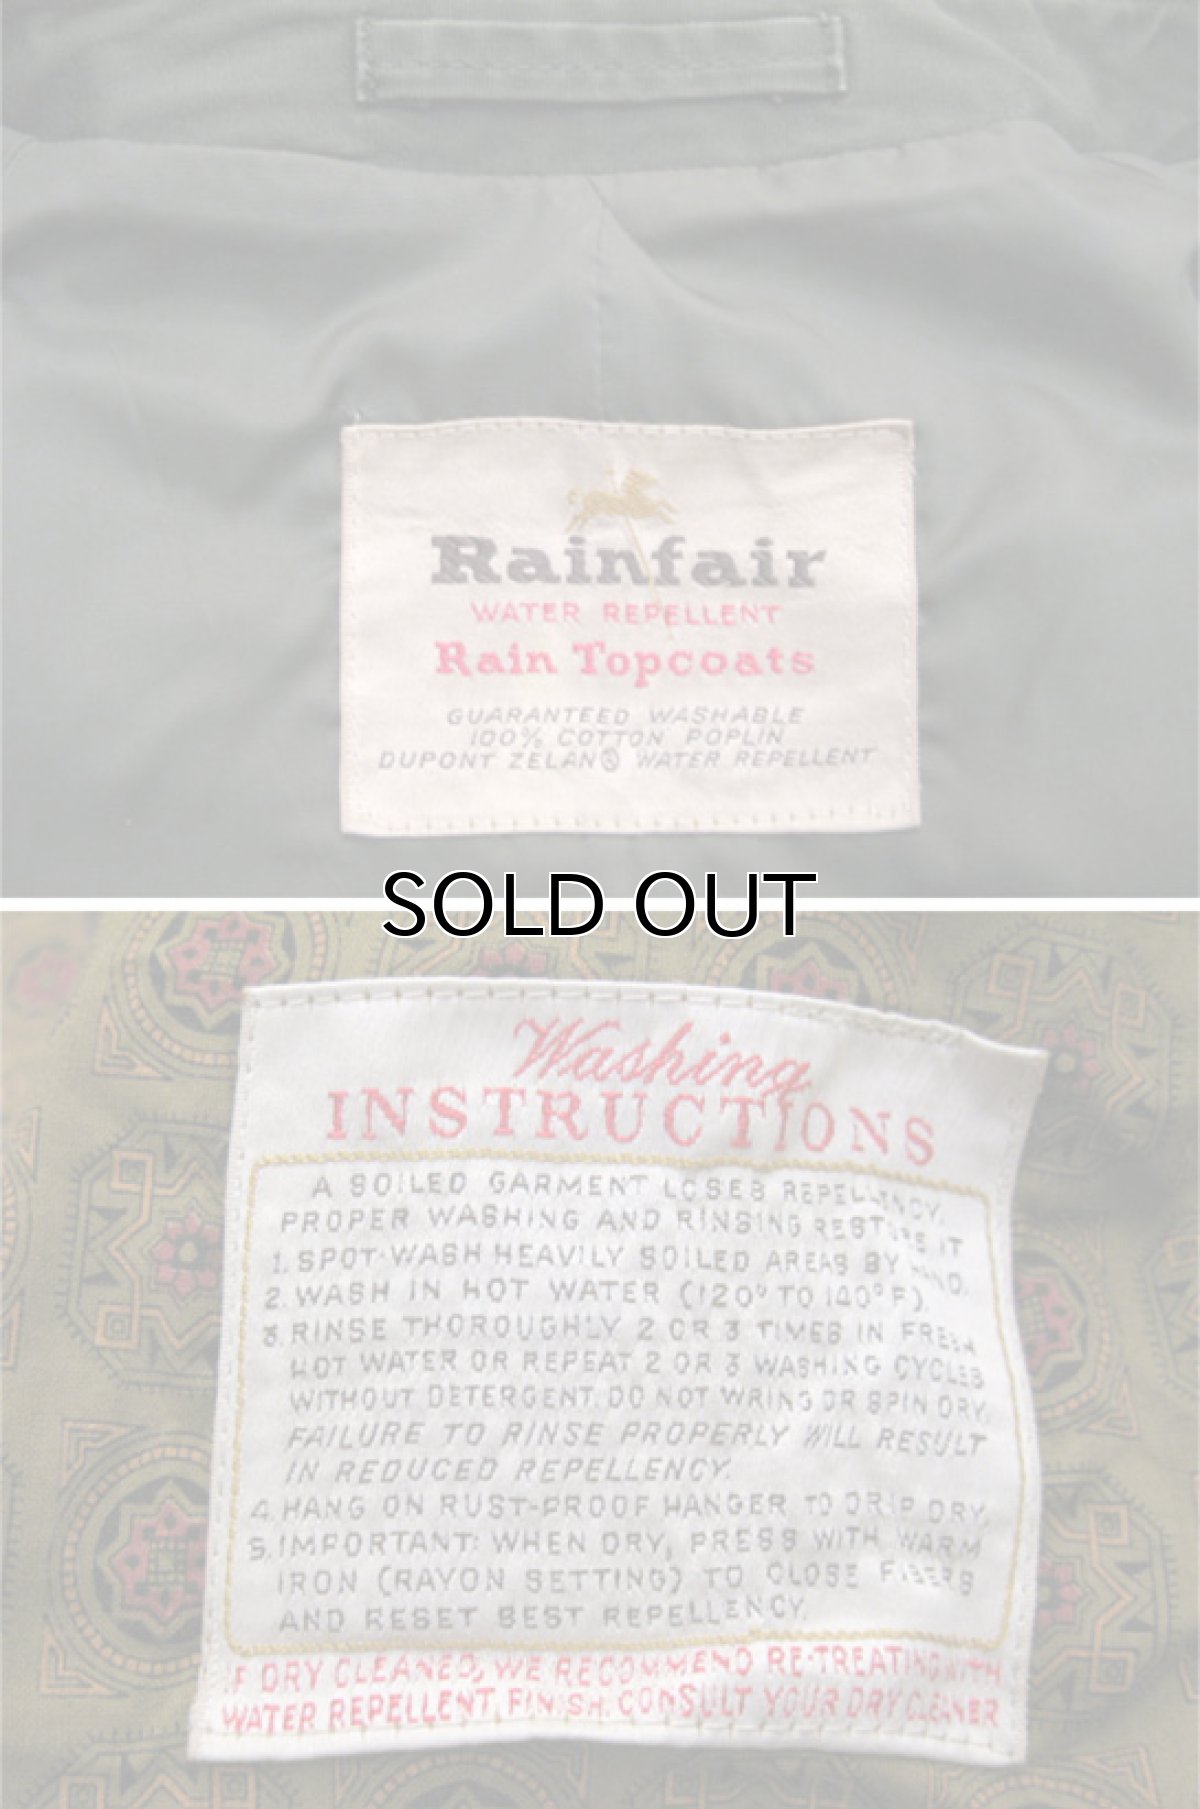 Rainfair
WATER REPELLENT
Rain Topcoats
GUARANTEED WASHABLE
100% COTTON POPLIN
DUPONT ZELAN® WATER REPELLENT
SOLD OUT
Washing
INSTRUCTIONS
A SOILED GARMENT LOSES REPELLENCY.
PROPER WASHING AND RINSING RESTORE IT
1. SPOT-WASH HEAVILY SOILED AREAS BY HAND.
2. WASH IN HOT WATER (120° TO 140° F).
3. RINSE THOROUGHLY 2 OR 3 TIMES IN FRESH
HOT WATER OR REPEAT 2 OR 3 WASHING CYCLES
WITHOUT DETERGENT. DO NOT WRING OR SPIN DRY.
FAILURE TO RINSE PROPERLY WILL RESULT
IN REDUCED REPELLENCY.
4. HANG ON RUST-PROOF HANGER TO DRIP DRY.
5. IMPORTANT: WHEN DRY, PRESS WITH WARM
IRON (RAYON SETTING) TO CLOSE FIBERS
AND RESET BEST REPELLENCY.
IF DRY CLEANED, WE RECOMMEND RE-TREATING WITH
WATER REPELLENT FINISH. CONSULT YOUR DRY CLEANER